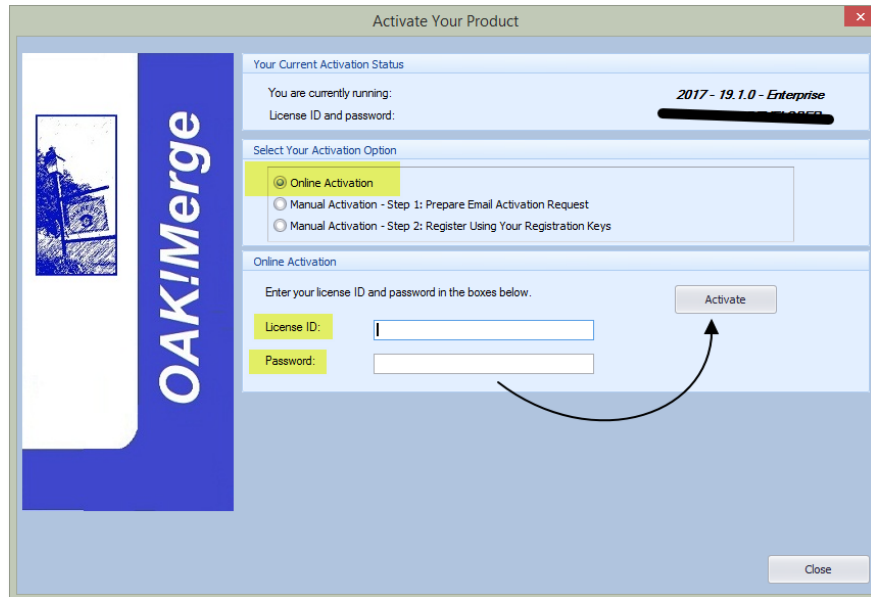 Activate Your Product
OAK!Merge
Your Current Activation Status
You are currently running: 2017 - 19.1.0 - Enterprise
License ID and password:
Select Your Activation Option
Online Activation
Manual Activation - Step 1: Prepare Email Activation Request
Manual Activation - Step 2: Register Using Your Registration Keys
Online Activation
Enter your license ID and password in the boxes below.
Activate
License ID:
Password:
Close